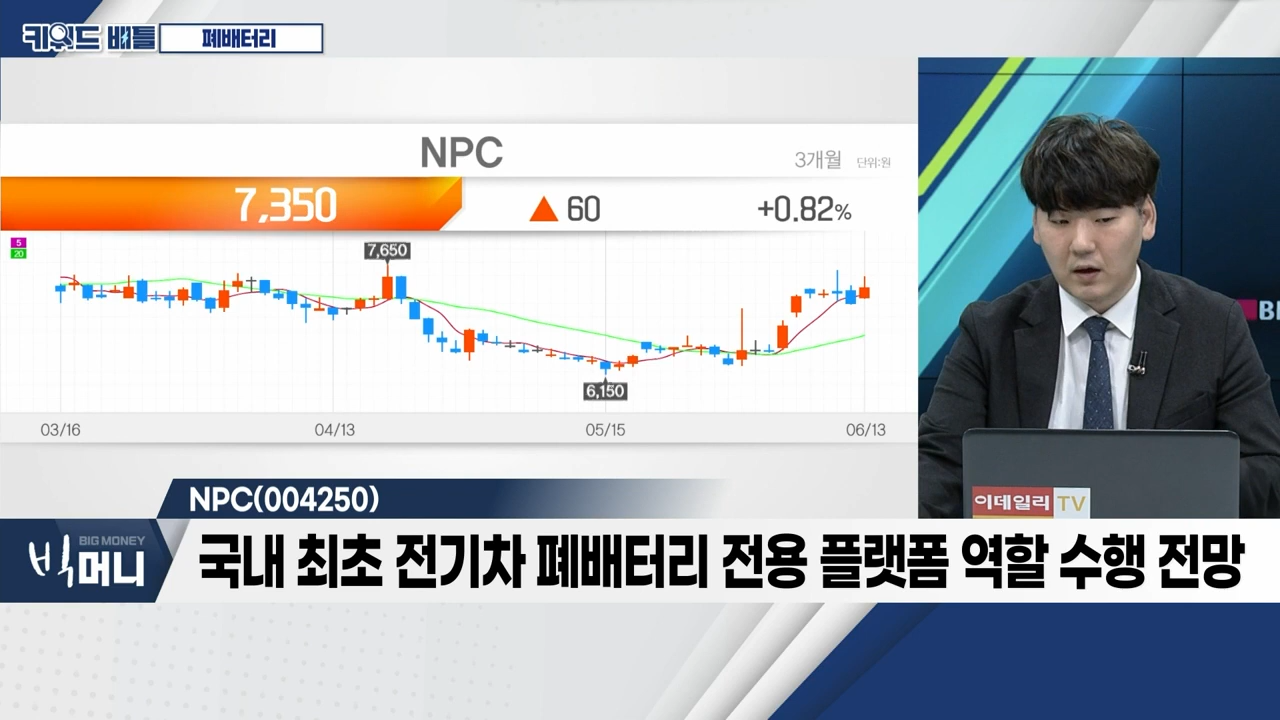 키워드 배틀 폐배터리
NPC
3개월 단위:원
7,350 ▲ 60 +0.82%
5
20
7,650
6,150
03/16 04/13 05/15 06/13
BI
이데일리 TV
NPC(004250)
BIG MONEY
빅머니
국내 최초 전기차 폐배터리 전용 플랫폼 역할 수행 전망